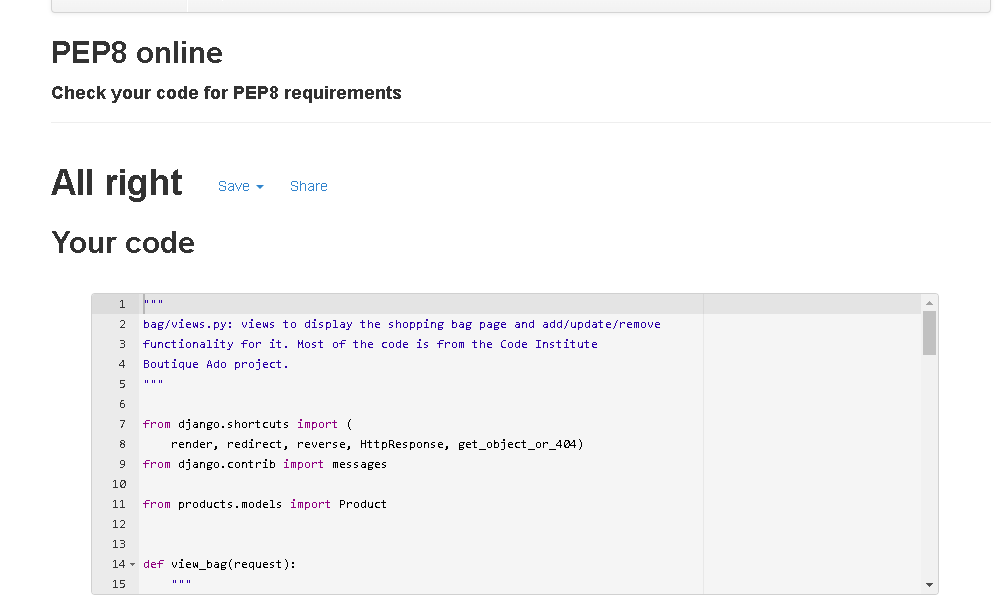 PEP8 online
Check your code for PEP8 requirements
All right Save Share
Your code
1 """
2 bag/views.py: views to display the shopping bag page and add/update/remove
3 functionality for it. Most of the code is from the Code Institute
4 Boutique Ado project.
5 """
6
7 from django.shortcuts import (
8     render, redirect, reverse, HttpResponse, get_object_or_404)
9 from django.contrib import messages
10
11 from products.models import Product
12
13
14 def view_bag(request):
15     """